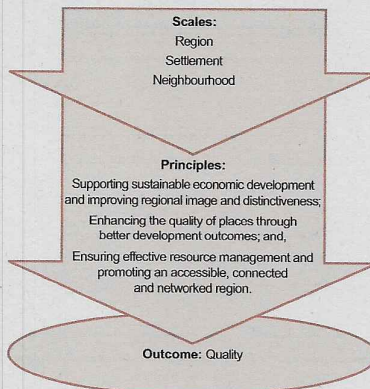 Scales:
Region
Settlement
Neighbourhood
Principles:
Supporting sustainable economic development
and improving regional image and distinctiveness;
Enhancing the quality of places through
better development outcomes; and,
Ensuring effective resource management and
promoting an accessible, connected
and networked region.
Outcome: Quality